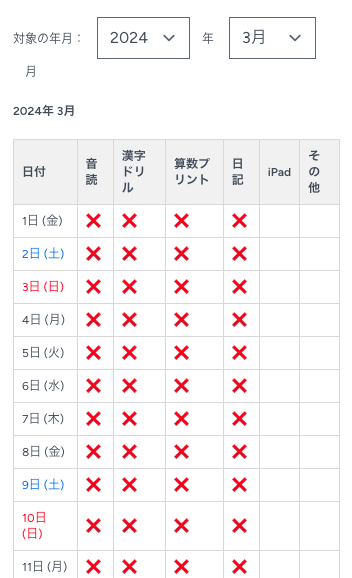 対象の年月：
2024
年
3月
月
2024年 3月
日付
音
読
漢字
ドリ
ル
算数プ
リント
日
記
iPad
そ
の
他
1日 (金)
2日 (土)
3日 (日)
4日 (月)
5日 (火)
6日 (水)
7日 (木)
8日 (金)
9日 (土)
10日
(日)
11日 (月)